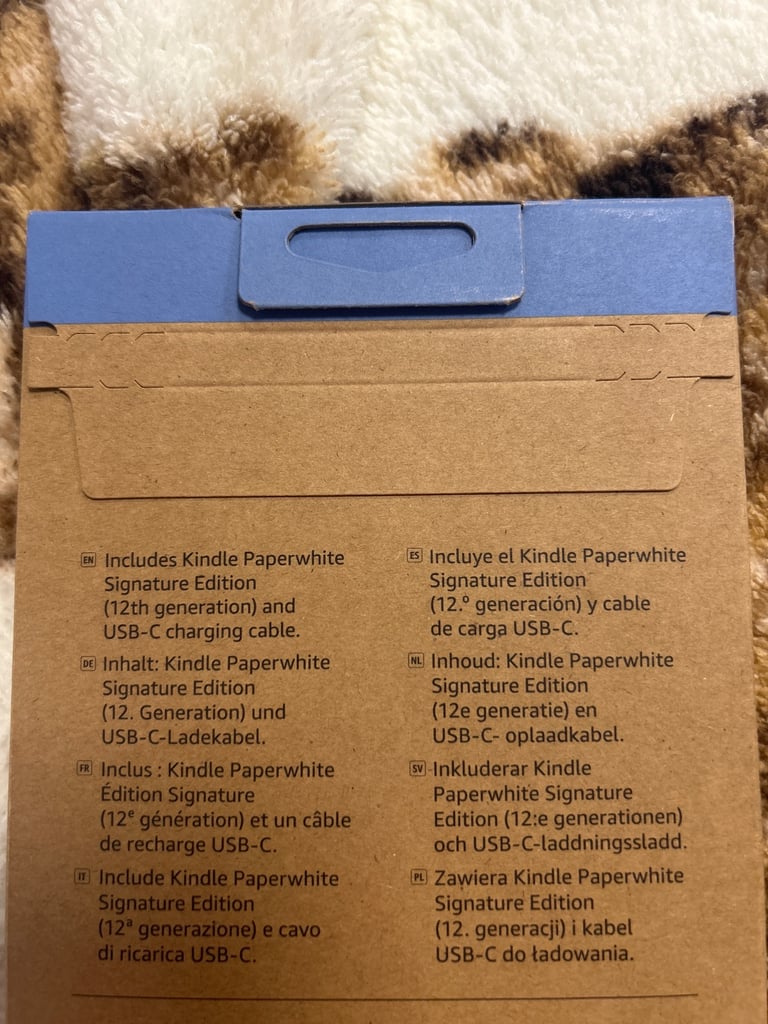 EN Includes Kindle Paperwhite
Signature Edition
(12th generation) and
USB-C charging cable.
DE Inhalt: Kindle Paperwhite
Signature Edition
(12. Generation) und
USB-C-Ladekabel.
FR Inclus : Kindle Paperwhite
Édition Signature
(12ᵉ génération) et un câble
de recharge USB-C.
IT Include Kindle Paperwhite
Signature Edition
(12ª generazione) e cavo
di ricarica USB-C.
ES Incluye el Kindle Paperwhite
Signature Edition
(12.º generación) y cable
de carga USB-C.
NL Inhoud: Kindle Paperwhite
Signature Edition
(12e generatie) en
USB-C- oplaadkabel.
SV Inkluderar Kindle
Paperwhite Signature
Edition (12:e generationen)
och USB-C-laddningssladd.
PL Zawiera Kindle Paperwhite
Signature Edition
(12. generacji) i kabel
USB-C do ładowania.